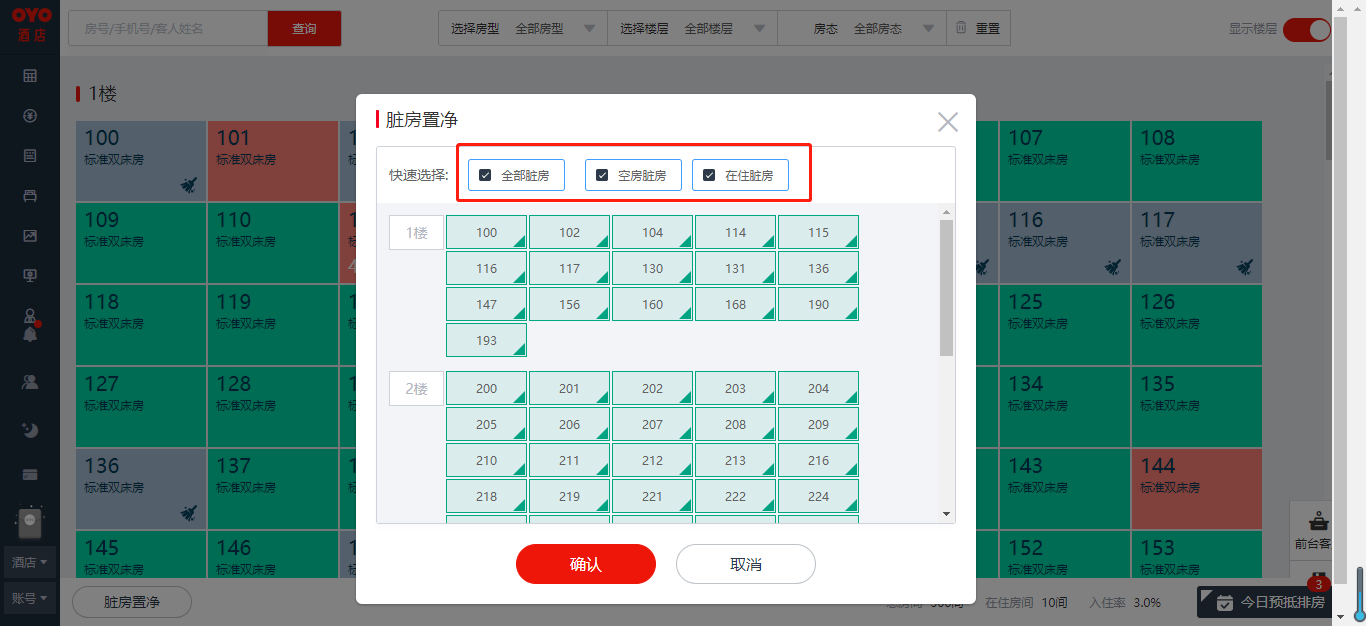 OYO
酒店
房号/手机号/客人姓名
查询
选择房型 全部房型
选择楼层 全部楼层
房态 全部房态
重置
显示楼层
1楼
100
标准双床房
101
标准双床房
107
标准双床房
108
标准双床房
109
标准双床房
110
标准双床房
116
标准双床房
117
标准双床房
118
标准双床房
119
标准双床房
125
标准双床房
126
标准双床房
127
标准双床房
128
标准双床房
134
标准双床房
135
标准双床房
136
标准双床房
137
标准双床房
143
标准双床房
144
标准双床房
145
标准双床房
146
标准双床房
152
标准双床房
153
标准双床房
脏房置净
快速选择: 全部脏房 空房脏房 在住脏房
1楼 100 102 104 114 115
116 117 130 131 136
147 156 160 168 190
193
2楼 200 201 202 203 204
205 206 207 208 209
210 211 212 213 216
218 219 221 222 224
确认 取消
酒店
账号
脏房置净
在住房间 10间 入住率 3.0%
前台客
3
今日预抵排房